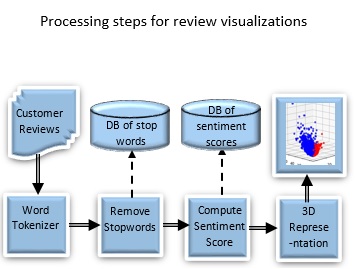 Processing steps for review visualizations
Customer
Reviews
DB of stop
words
DB of
sentiment
scores
Word
Tokenizer
Remove
Stopwords
Compute
Sentiment
Score
3D
Represe
-ntation